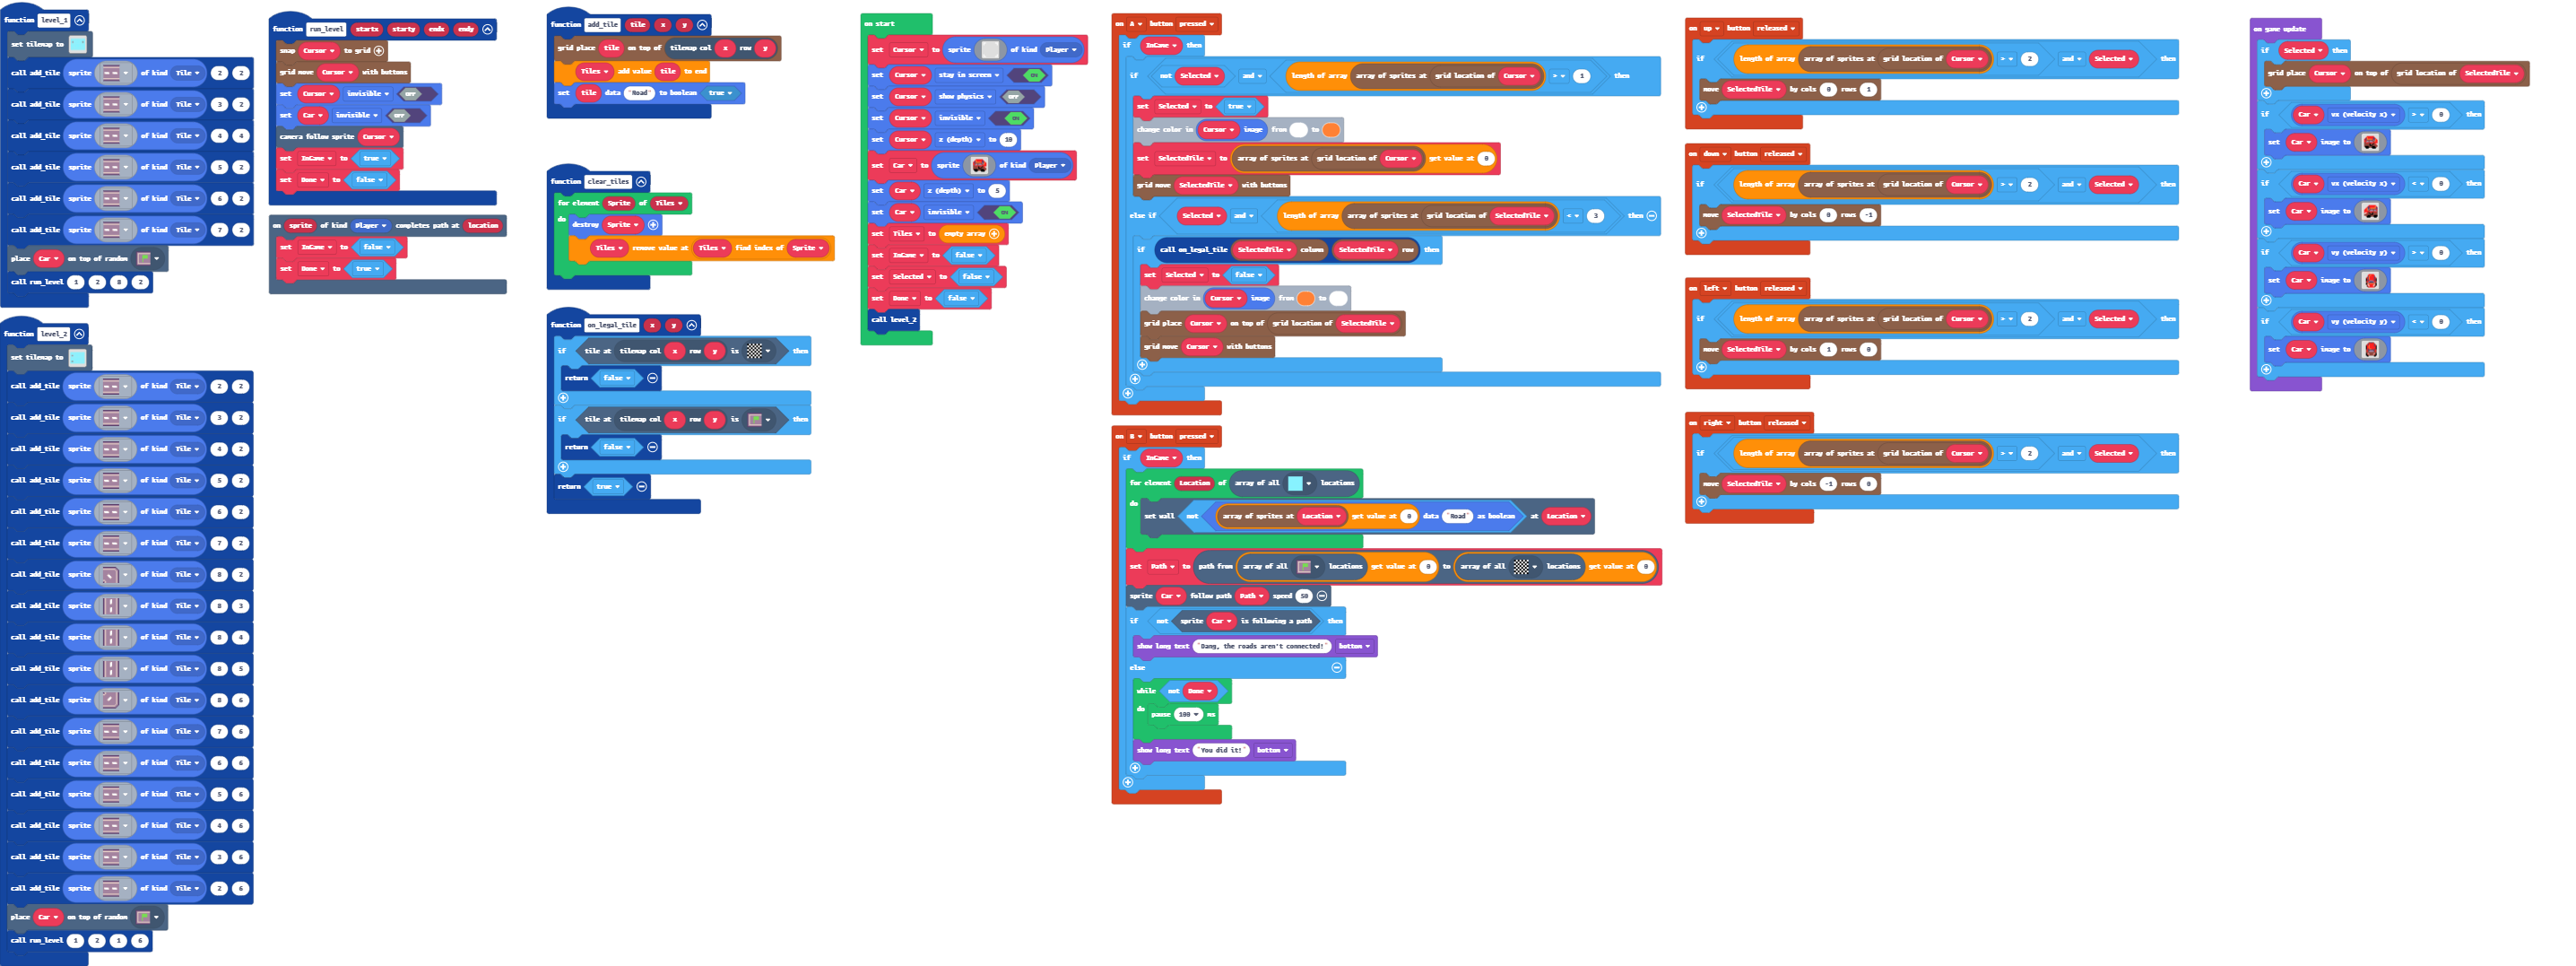 function level_1
set tilemap to
call add_tile sprite of kind Tile 2 2
call add_tile sprite of kind Tile 3 2
call add_tile sprite of kind Tile 4 4
call add_tile sprite of kind Tile 5 2
call add_tile sprite of kind Tile 6 2
call add_tile sprite of kind Tile 7 2
place Car on top of random
call run_level 1 2 8 2
function level_2
set tilemap to
call add_tile sprite of kind Tile 2 2
call add_tile sprite of kind Tile 3 2
call add_tile sprite of kind Tile 4 2
call add_tile sprite of kind Tile 5 2
call add_tile sprite of kind Tile 6 2
call add_tile sprite of kind Tile 7 2
call add_tile sprite of kind Tile 8 2
call add_tile sprite of kind Tile 8 3
call add_tile sprite of kind Tile 8 4
call add_tile sprite of kind Tile 8 5
call add_tile sprite of kind Tile 8 6
call add_tile sprite of kind Tile 7 6
call add_tile sprite of kind Tile 6 6
call add_tile sprite of kind Tile 5 6
call add_tile sprite of kind Tile 4 6
call add_tile sprite of kind Tile 3 6
call add_tile sprite of kind Tile 2 6
place Car on top of random
call run_level 1 2 1 6
function run_level startx starty endx endy
snap Cursor to grid
grid move Cursor with buttons
set Cursor invisible OFF
set Car invisible OFF
camera follow sprite Cursor
set InGame to true
set Done to false
on sprite of kind Player completes path at location
set InGame to false
set Done to true
function add_tile tile x y
grid place tile on top of tilemap col x row y
Tiles add value tile to end
set tile data "Road" to boolean true
function clear_tiles
for element Sprite of Tiles
do
destroy Sprite
Tiles remove value at Tiles find index of Sprite
function on_legal_tile x y
if tile at tilemap col x row y is then
return false
if tile at tilemap col x row y is then
return false
return true
on start
set Cursor to sprite of kind Player
set Cursor stay in screen ON
set Cursor show physics OFF
set Cursor invisible ON
set Cursor z (depth) to 10
set Car to sprite of kind Player
set Car z (depth) to 5
set Car invisible ON
set Tiles to empty array
set InGame to false
set Selected to false
set Done to false
call level_2
on A button pressed
if InGame then
if not Selected and length of array array of sprites at grid location of Cursor > 1 then
set Selected to true
change color in Cursor image from to
set SelectedTile to array of sprites at grid location of Cursor get value at 0
grid move SelectedTile with buttons
else if Selected and length of array array of sprites at grid location of SelectedTile < 3 then
if call on_legal_tile SelectedTile column SelectedTile row then
set Selected to false
change color in Cursor image from to
grid place Cursor on top of grid location of SelectedTile
grid move Cursor with buttons
on B button pressed
if InGame then
for element Location of array of all locations
do
set wall not array of sprites at Location get value at 0 data "Road" as boolean at Location
set Path to path from array of all locations get value at 0 to array of all locations get value at 0
sprite Car follow path Path speed 50
if not sprite Car is following a path then
show long text "Dang, the roads aren't connected!" bottom
else
while not Done
do
pause 100 ms
show long text "You did it!" bottom
on up button released
if length of array array of sprites at grid location of Cursor > 2 and Selected then
move SelectedTile by cols 0 rows 1
on down button released
if length of array array of sprites at grid location of Cursor > 2 and Selected then
move SelectedTile by cols 0 rows -1
on left button released
if length of array array of sprites at grid location of Cursor > 2 and Selected then
move SelectedTile by cols 1 rows 0
on right button released
if length of array array of sprites at grid location of Cursor > 2 and Selected then
move SelectedTile by cols -1 rows 0
on game update
if Selected then
grid place Cursor on top of grid location of SelectedTile
if Car vx (velocity x) > 0 then
set Car image to
if Car vx (velocity x) < 0 then
set Car image to
if Car vy (velocity y) > 0 then
set Car image to
if Car vy (velocity y) < 0 then
set Car image to